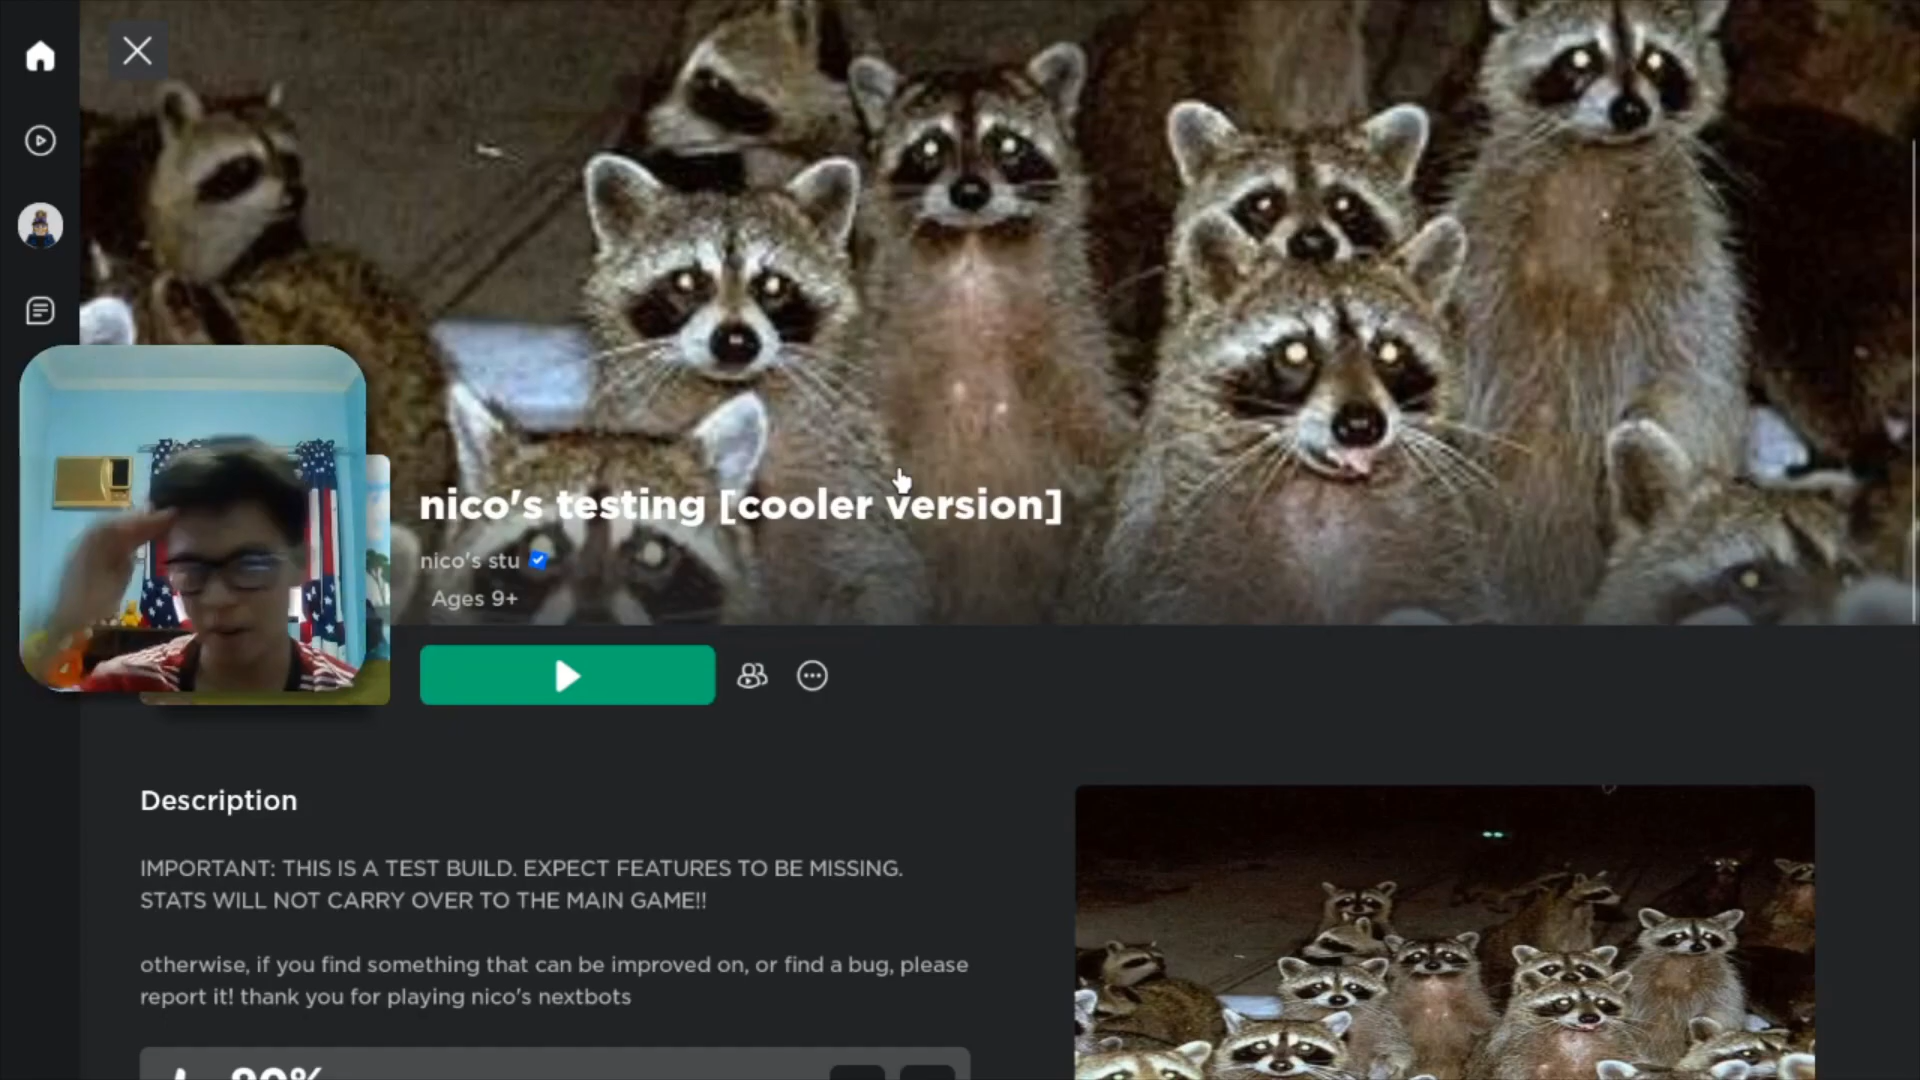 nico's testing [cooler version]
nico's stu
Ages 9+
Description
IMPORTANT: THIS IS A TEST BUILD. EXPECT FEATURES TO BE MISSING.
STATS WILL NOT CARRY OVER TO THE MAIN GAME!!
otherwise, if you find something that can be improved on, or find a bug, please
report it! thank you for playing nico's nextbots